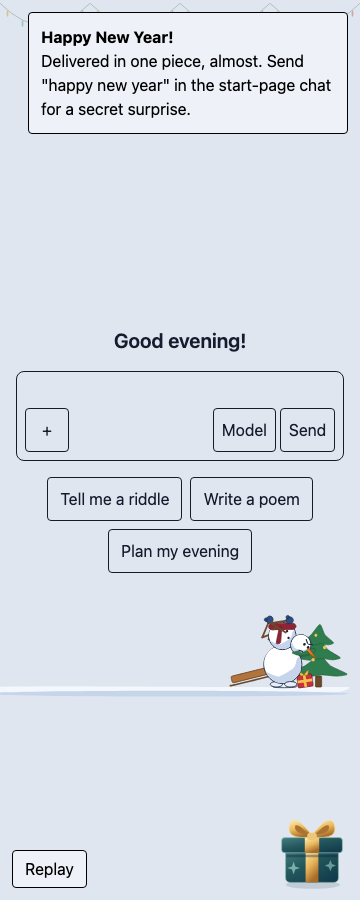 Happy New Year!
Delivered in one piece, almost. Send
"happy new year" in the start-page chat
for a secret surprise.
Good evening!
+
Model
Send
Tell me a riddle
Write a poem
Plan my evening
Replay